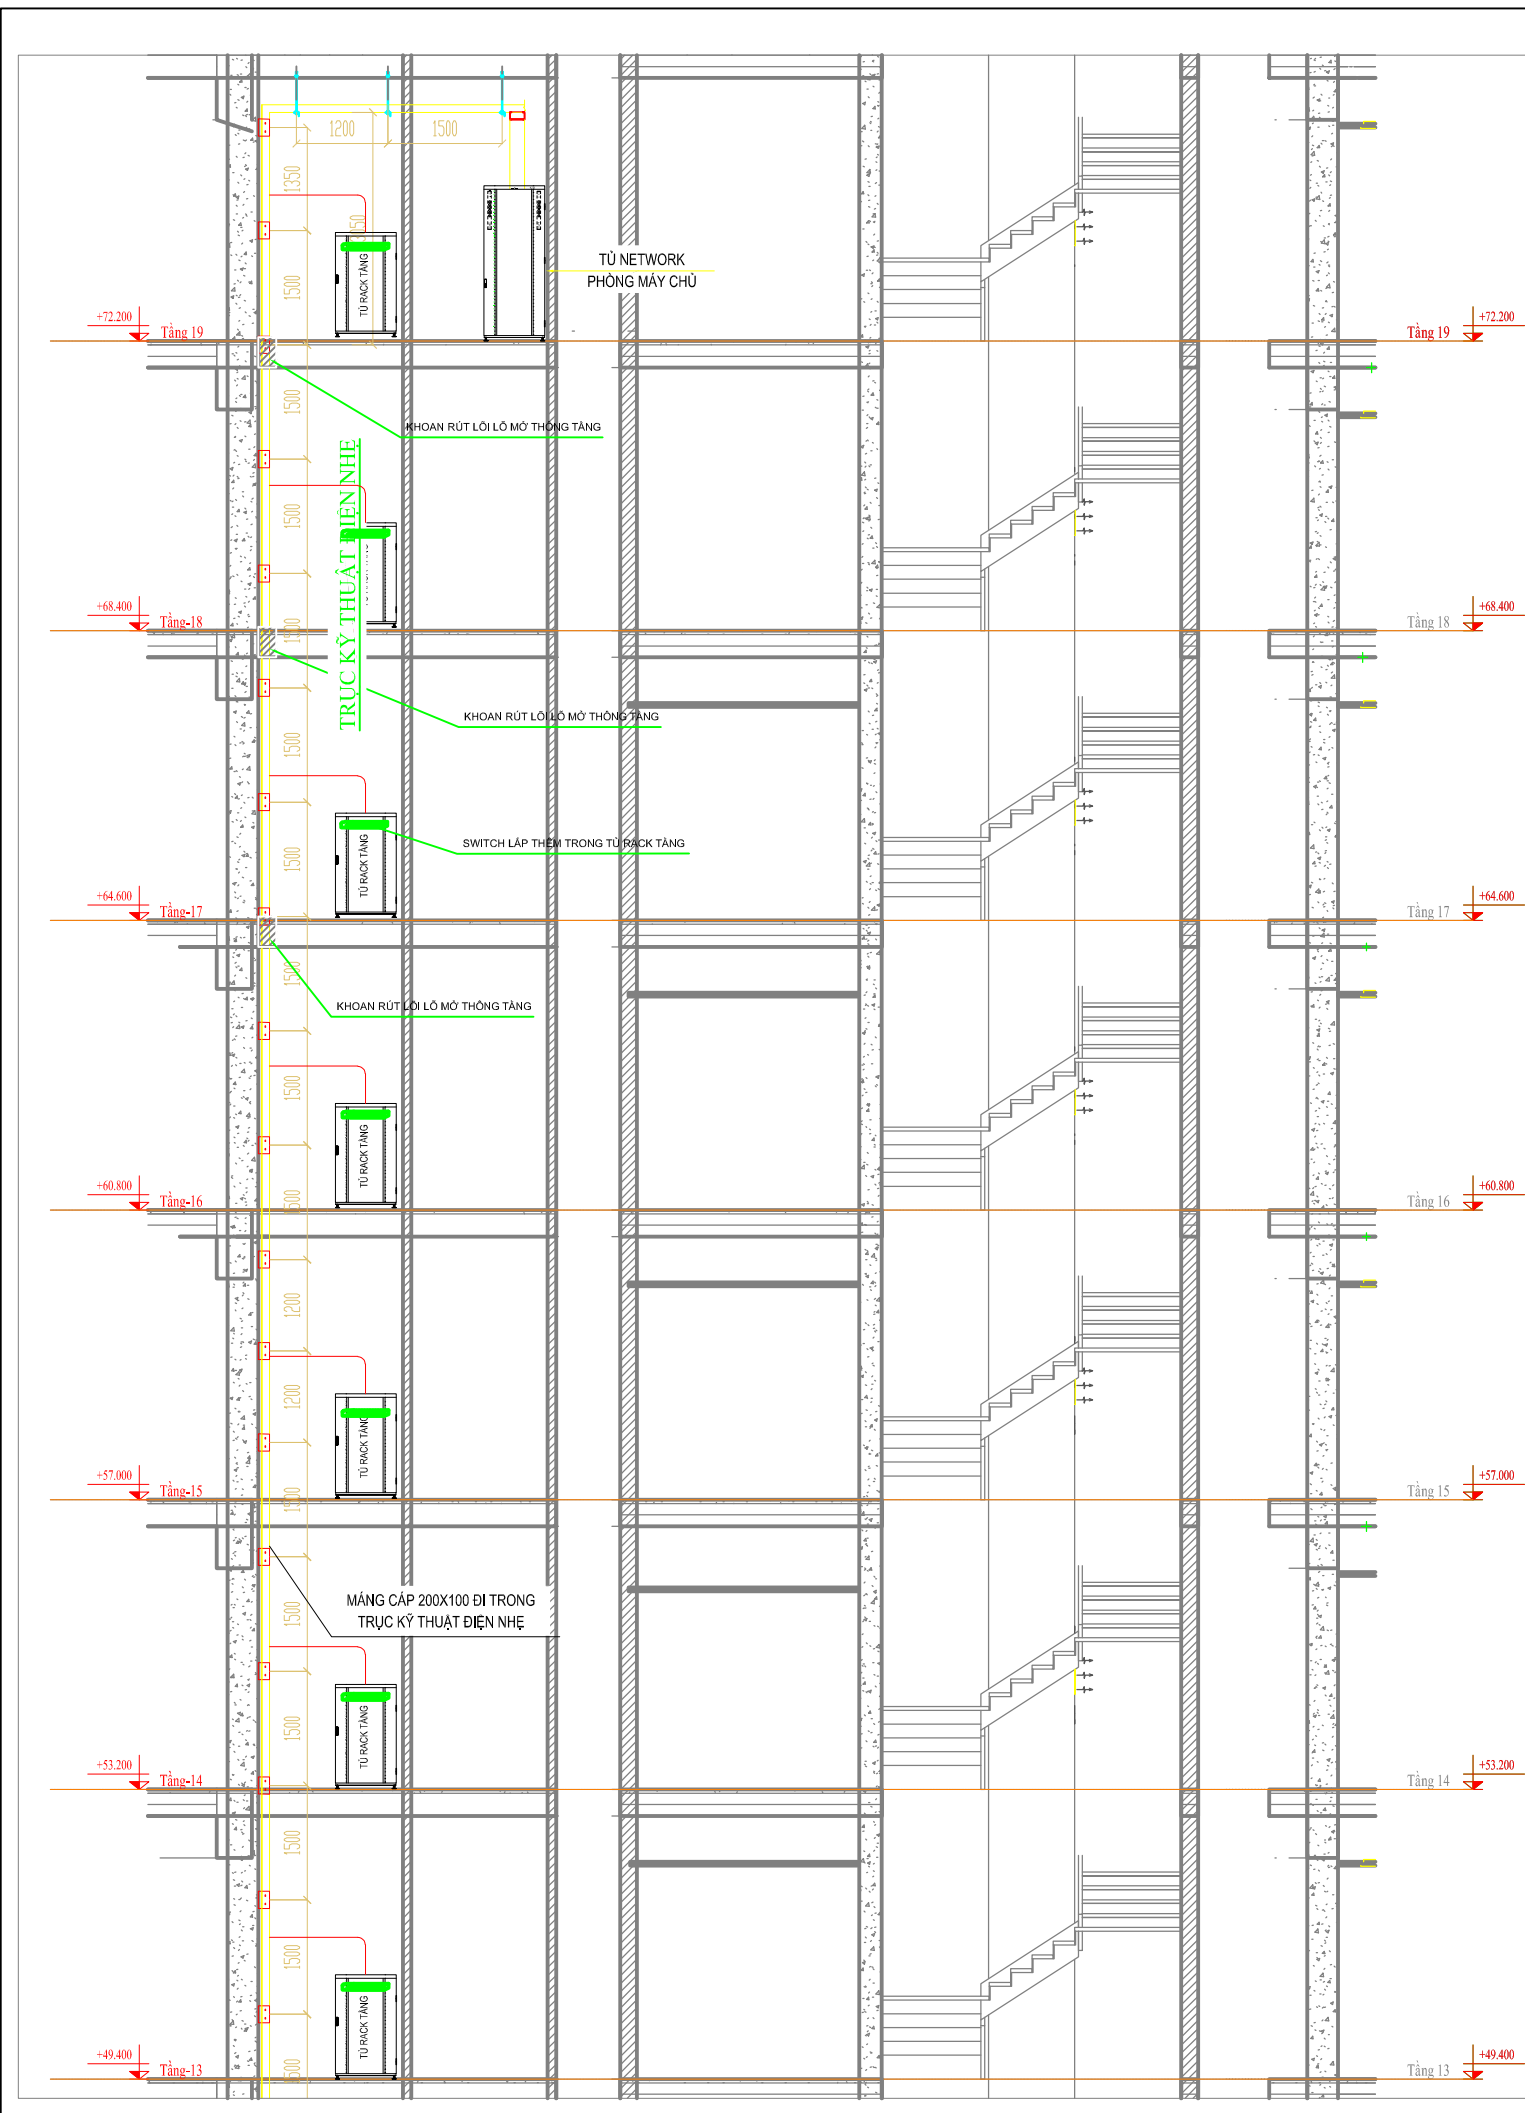 1200
1500
1350
3050
1500
TỦ RACK TẦNG
TỦ NETWORK
PHÒNG MÁY CHỦ
+72.200
Tầng 19
Tầng 19
+72.200
1500
KHOAN RÚT LÕI LỖ MỞ THÔNG TẦNG
TRỤC KỸ THUẬT ĐIỆN NHẸ
1500
+68.400
Tầng-18
1500
Tầng 18
+68.400
KHOAN RÚT LÕI LỖ MỞ THÔNG TẦNG
1500
SWITCH LẮP THÊM TRONG TỦ RACK TẦNG
1500
TỦ RACK TẦNG
+64.600
Tầng-17
Tầng 17
+64.600
1500
KHOAN RÚT LÕI LỖ MỞ THÔNG TẦNG
1500
TỦ RACK TẦNG
+60.800
Tầng-16
1500
Tầng 16
+60.800
1200
1200
TỦ RACK TẦNG
+57.000
Tầng-15
1500
Tầng 15
+57.000
MÁNG CÁP 200X100 ĐI TRONG
TRỤC KỸ THUẬT ĐIỆN NHẸ
1500
1500
TỦ RACK TẦNG
+53.200
Tầng-14
Tầng 14
+53.200
1500
1500
TỦ RACK TẦNG
+49.400
Tầng-13
1500
Tầng 13
+49.400